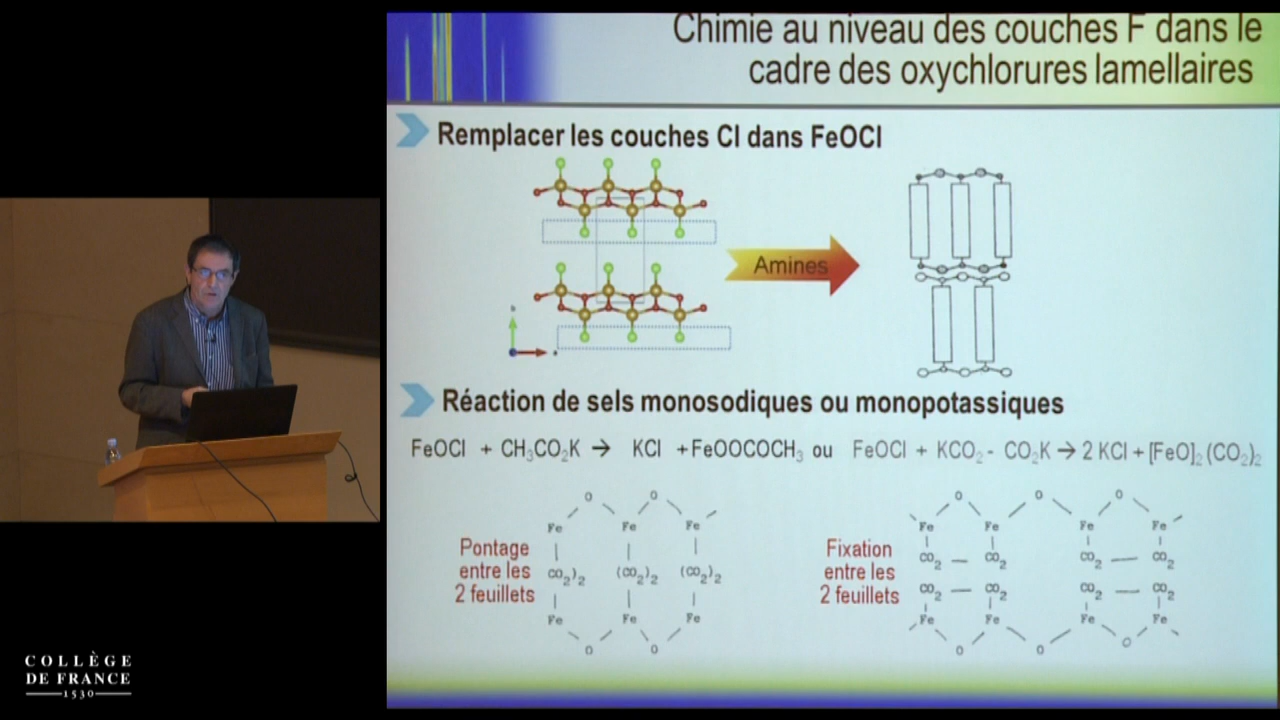 Chimie au niveau des couches F dans le
cadre des oxychlorures lamellaires
Remplacer les couches Cl dans FeOCl
Amines
Réaction de sels monosodiques ou monopotassiques
FeOCl + CH₃CO₂K → KCl + FeOOCOCH₃ ou FeOCl + KCO₂ - CO₂K → 2 KCl + [FeO]₂ (CO₂)₂
O O
Fe Fe Fe
Pontage
entre les
2 feuillets
CO₂)₂ (CO₂)₂ (CO₂)₂
Fe Fe Fe
O O
O O O
Fe Fe Fe Fe
Fixation
entre les
2 feuillets
CO₂ — CO₂ CO₂ — CO₂
CO₂ — CO₂ CO₂ — CO₂
Fe Fe Fe Fe
O O O
COLLÈGE
DE FRANCE
1530